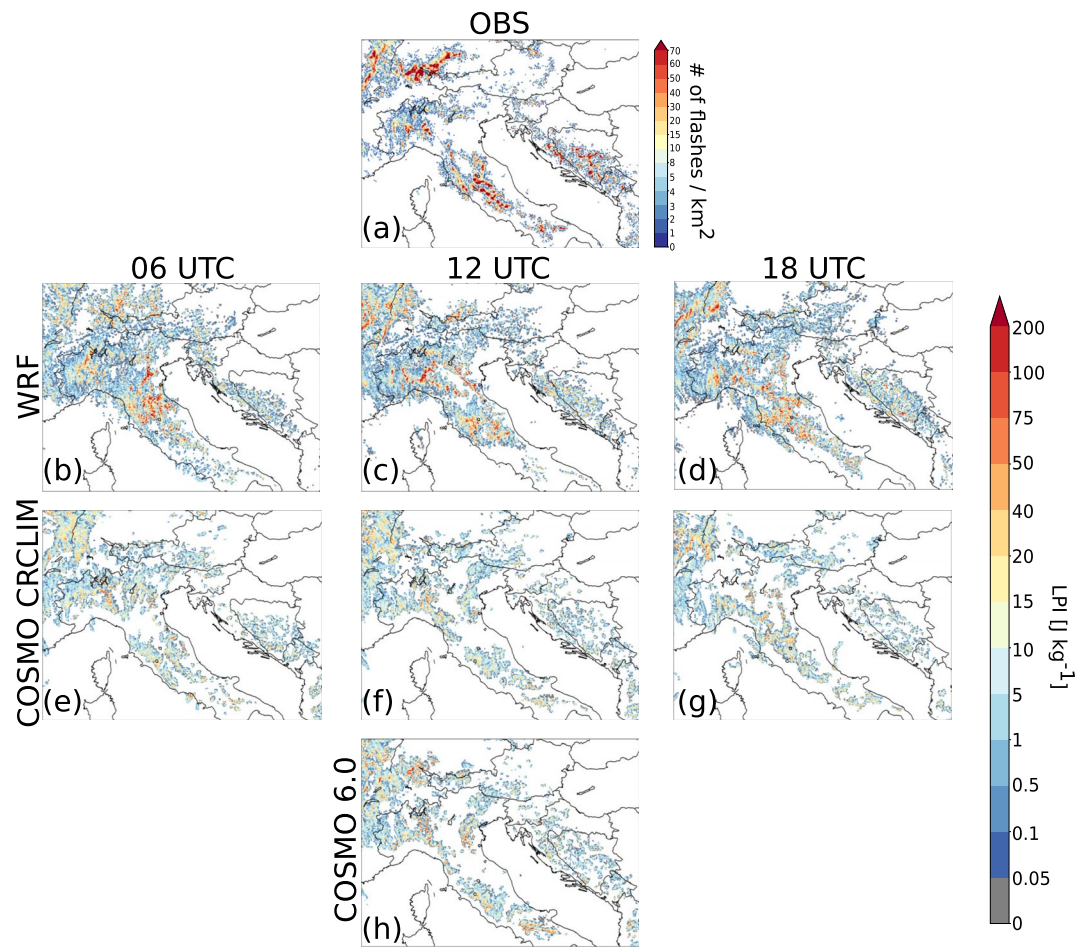 OBS
70
60
50
40
30
20
15
10
8
5
4
3
2
1
0
# of flashes / km2
(a)
06 UTC
12 UTC
18 UTC
WRF
(b)
(c)
(d)
COSMO CRCLIM
(e)
(f)
(g)
COSMO 6.0
(h)
200
100
75
50
40
20
15
10
5
1
0.5
0.1
0.05
0
LPI [J kg-1]